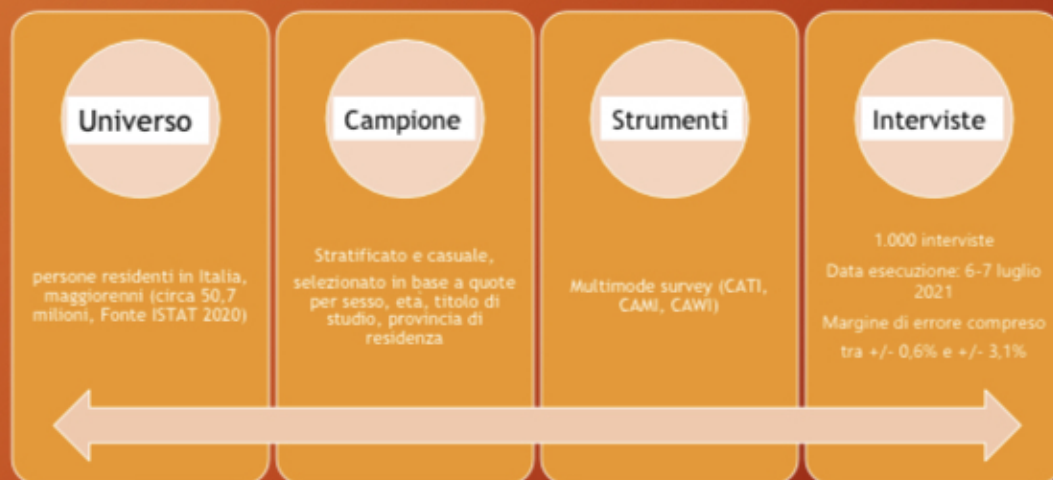 Universo
persone residenti in Italia,
maggiorenni (circa 50,7
milioni, Fonte ISTAT 2020)
Campione
Stratificato e casuale,
selezionato in base a quote
per sesso, eta, titolo di
studio, provincia di
residenza
Strumenti
Multimode survey (CATI,
CAMI, CAWI)
Interviste
1.000 interviste
Data esecuzione: 6-7 luglio
2021
Margine di errore compreso
tra +/- 0,6% e +/- 3,1%